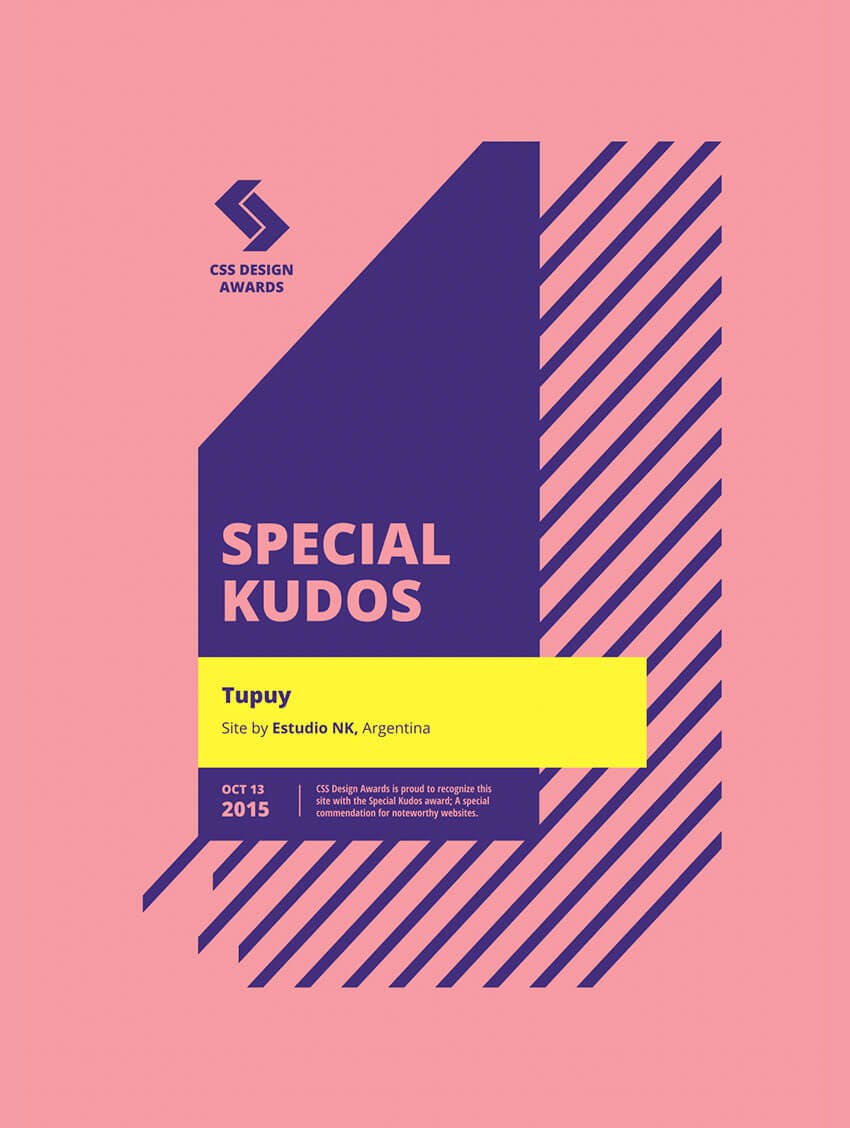 CSS DESIGN
AWARDS
SPECIAL
KUDOS
Tupuy
Site by Estudio NK, Argentina
OCT 13
2015
CSS Design Awards is proud to recognize this
site with the Special Kudos award; A special
commendation for noteworthy websites.